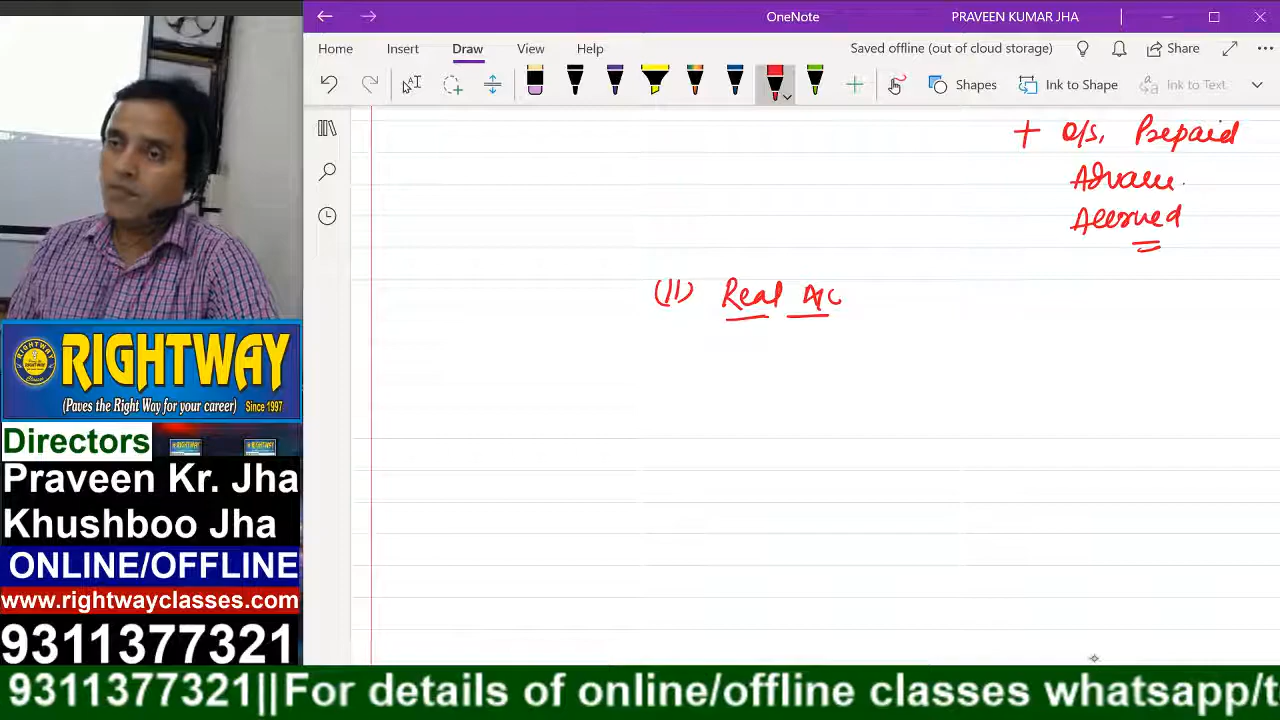 OneNote
PRAVEEN KUMAR JHA
Home Insert Draw View Help
Saved offline (out of cloud storage)
Share
Shapes
Ink to Shape
Ink to Text
+ O/s, Prepaid
Advance
Accrued
(II) Real A/C
RIGHTWAY
RIGHTWAY
(Paves the Right Way for your career) Since 1997
Directors
Praveen Kr. Jha
Khushboo Jha
ONLINE/OFFLINE
www.rightwayclasses.com
9311377321
9311377321||For details of online/offline classes whatsapp/t